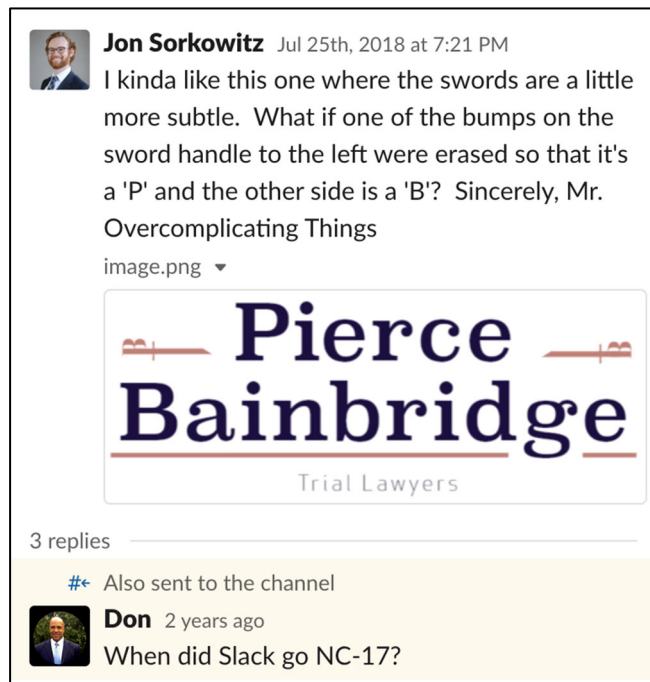 Jon Sorkowitz Jul 25th, 2018 at 7:21 PM
I kinda like this one where the swords are a little
more subtle.  What if one of the bumps on the
sword handle to the left were erased so that it's
a 'P' and the other side is a 'B'?  Sincerely, Mr.
Overcomplicating Things
image.png
Pierce
Bainbridge
Trial Lawyers
3 replies
Also sent to the channel
Don 2 years ago
When did Slack go NC-17?